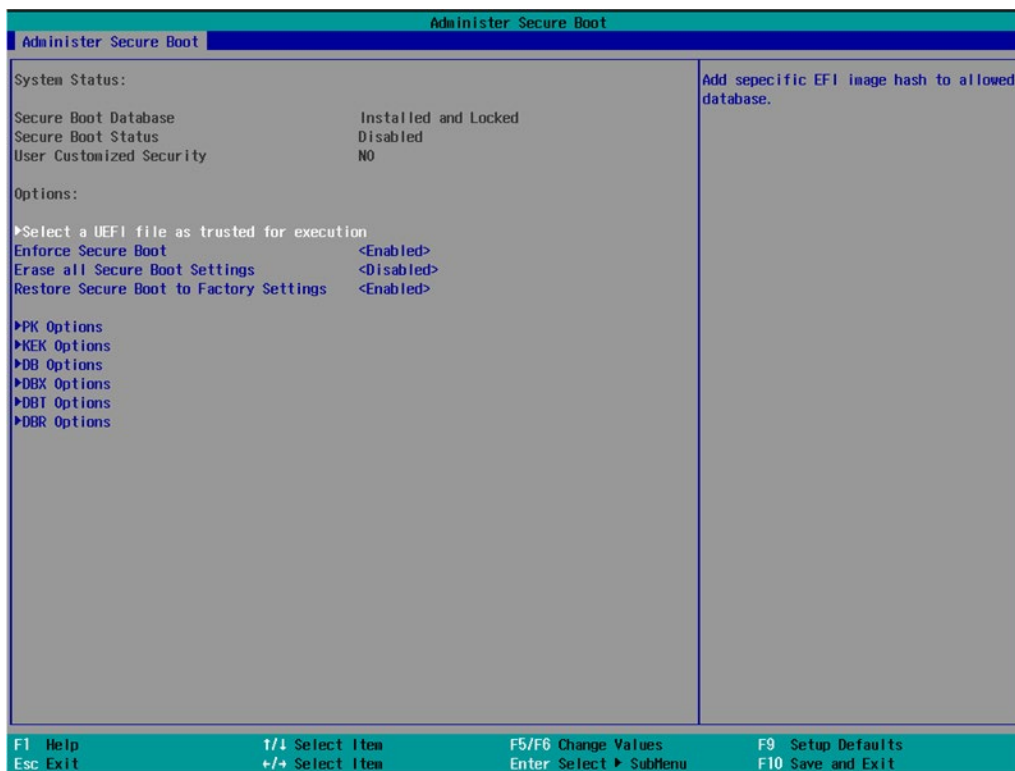 Administer Secure Boot
Administer Secure Boot
System Status:
Secure Boot Database Installed and Locked
Secure Boot Status Disabled
User Customized Security NO
Options:
▶Select a UEFI file as trusted for execution
Enforce Secure Boot <Enabled>
Erase all Secure Boot Settings <Disabled>
Restore Secure Boot to Factory Settings <Enabled>
▶PK Options
▶KEK Options
▶DB Options
▶DBX Options
▶DBT Options
▶DBR Options
Add sepecific EFI image hash to allowed
database.
F1 Help ↑/↓ Select Item F5/F6 Change Values F9 Setup Defaults
Esc Exit ←/→ Select Item Enter Select ▶ SubMenu F10 Save and Exit